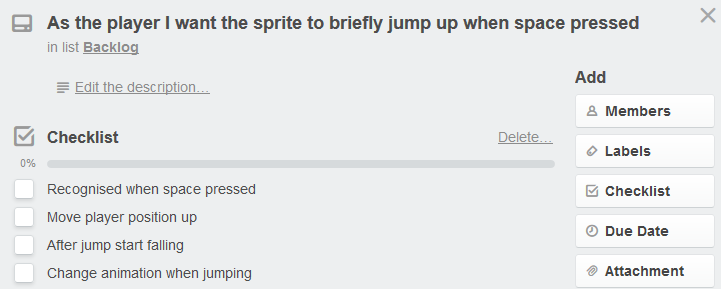 As the player I want the sprite to briefly jump up when space pressed
in list Backlog
Edit the description…
Add
Members
Checklist
Delete…
Labels
0%
Recognised when space pressed
Checklist
Move player position up
Due Date
After jump start falling
Change animation when jumping
Attachment